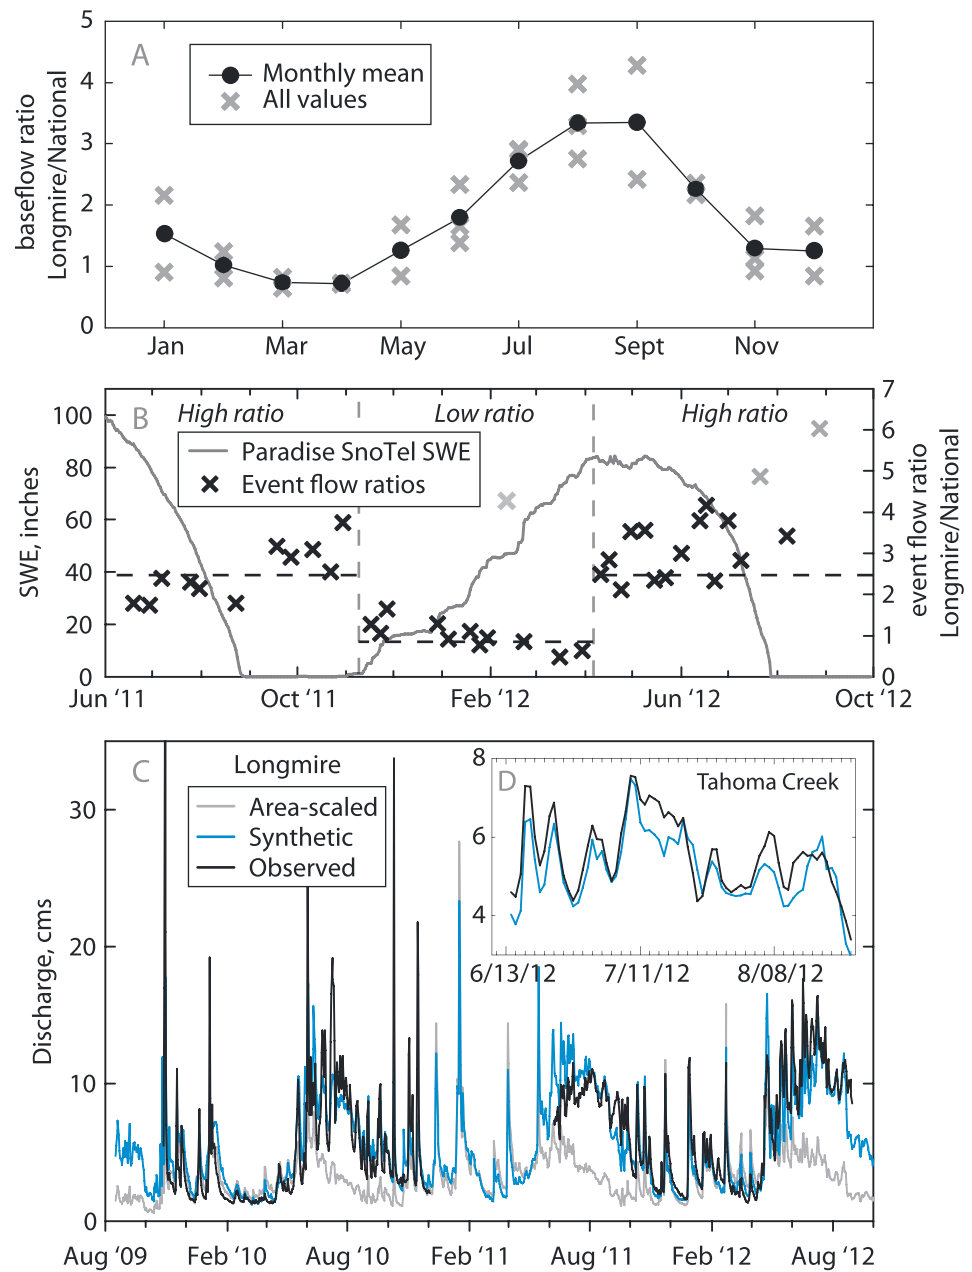 A
Monthly mean
All values
baseflow ratio
Longmire/National
5
4
3
2
1
0
Jan
Mar
May
Jul
Sept
Nov
B
High ratio
Low ratio
High ratio
Paradise SnoTel SWE
Event flow ratios
SWE, inches
100
80
60
40
20
0
7
6
5
4
3
2
1
0
event flow ratio
Longmire/National
Jun '11
Oct '11
Feb '12
Jun '12
Oct '12
C
Longmire
Area-scaled
Synthetic
Observed
Discharge, cms
30
20
10
0
Aug '09
Feb '10
Aug '10
Feb '11
Aug '11
Feb '12
Aug '12
D
Tahoma Creek
8
6
4
6/13/12
7/11/12
8/08/12